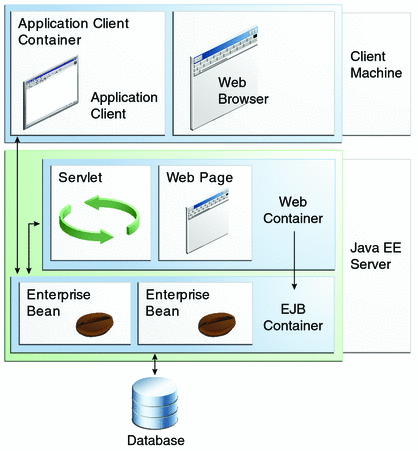 Application Client
Container
Application
Client
Web
Browser
Client
Machine
Servlet
Web Page
Web
Container
Java EE
Server
Enterprise
Bean
Enterprise
Bean
EJB
Container
Database